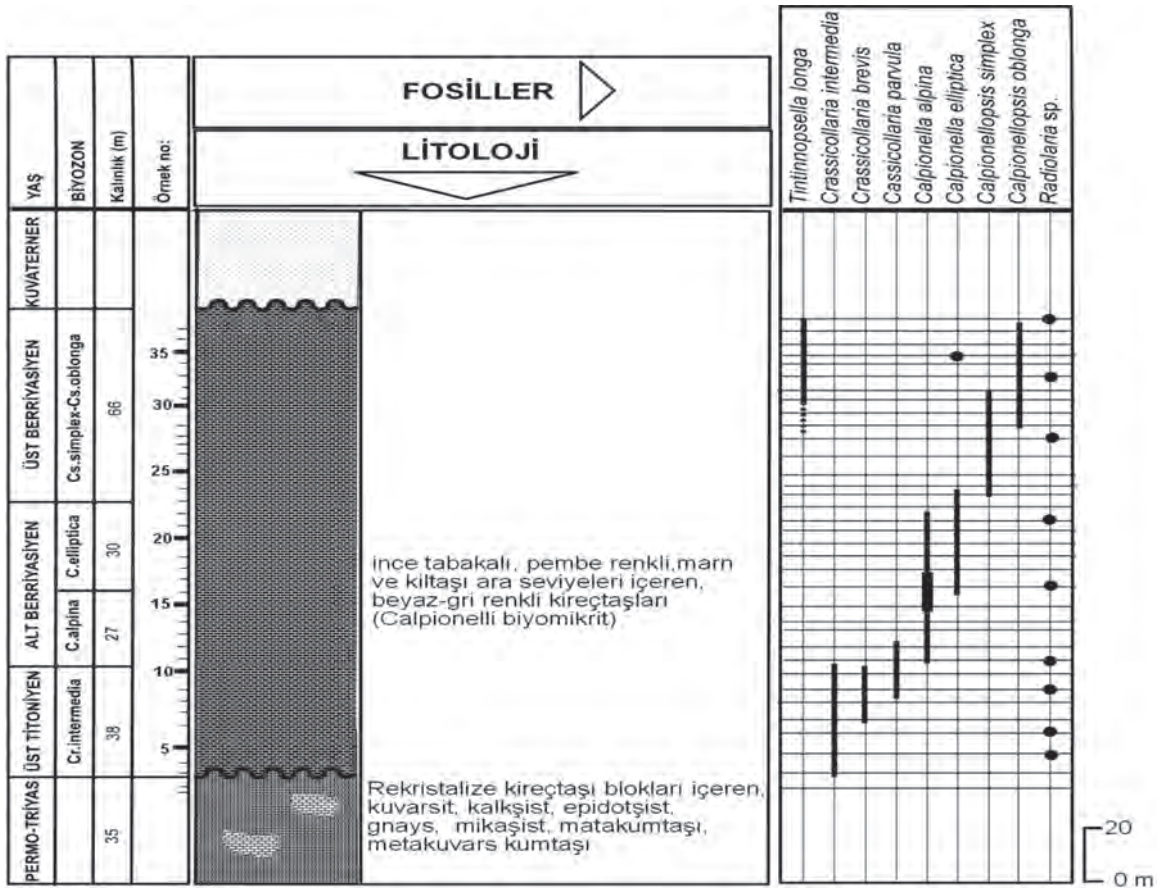 YAŞ
BİYOZON
Kalınlık (m)
Örnek no:
FOSİLLER
LİTOLOJİ
Tintinnopsella longa
Crassicollaria intermedia
Crassicollaria brevis
Cassicolaria parvula
Calpionella alpina
Calpionella elliptica
Calpionellopsis simplex
Calpionellopsis oblonga
Radiolaria sp.
KUVATERNER
ÜST BERRİYASİYEN
Cs.simplex-Cs.oblonga
66
35
30
25
ALT BERRİYASİYEN
C.elliptica
30
20
C.alpina
27
15
ince tabakalı, pembe renkli,marn
ve kiltaşı ara seviyeleri içeren,
beyaz-gri renkli kireçtaşları
(Calpionelli biyomikrit)
ÜST TİTONİYEN
Cr.intermedia
38
10
5
PERMO-TRİYAS
35
Rekristalize kireçtaşı blokları içeren,
kuvarsit, kalkşist, epidotşist,
gnays, mikaşist, matakumtaşı,
metakuvars kumtaşı
20
0 m